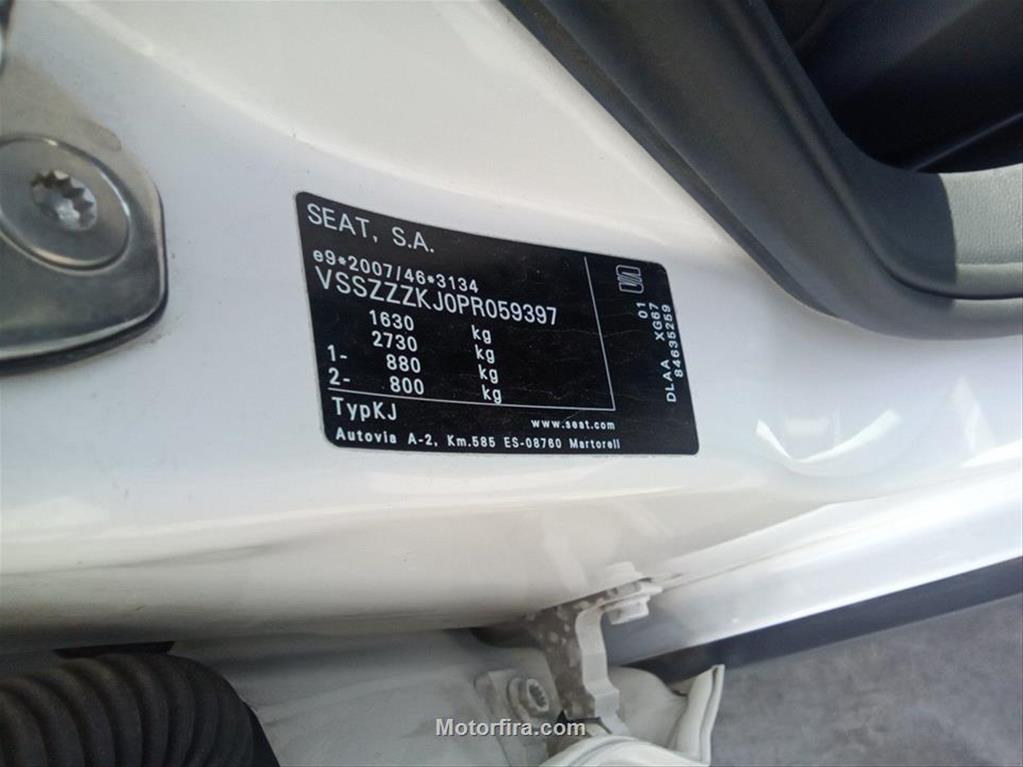 SEAT, S.A.
e9*2007/46*3134
VSSZZZKJ0PR059397
1630 kg
2730 kg
1- 880 kg
2- 800 kg
TypKJ
www.seat.com
Autovia A-2, Km.585 ES-08760 Martorell
01
DLAA XG67
84635259
Motorfira.com